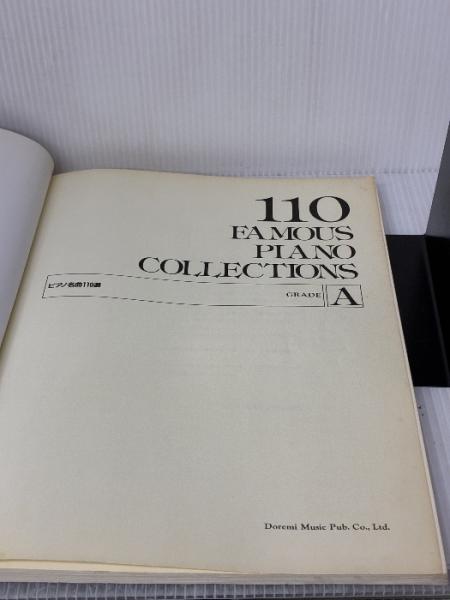 110
FAMOUS
PIANO
COLLECTIONS
ピアノ名曲110選
GRADE A
Doremi Music Pub. Co., Ltd.